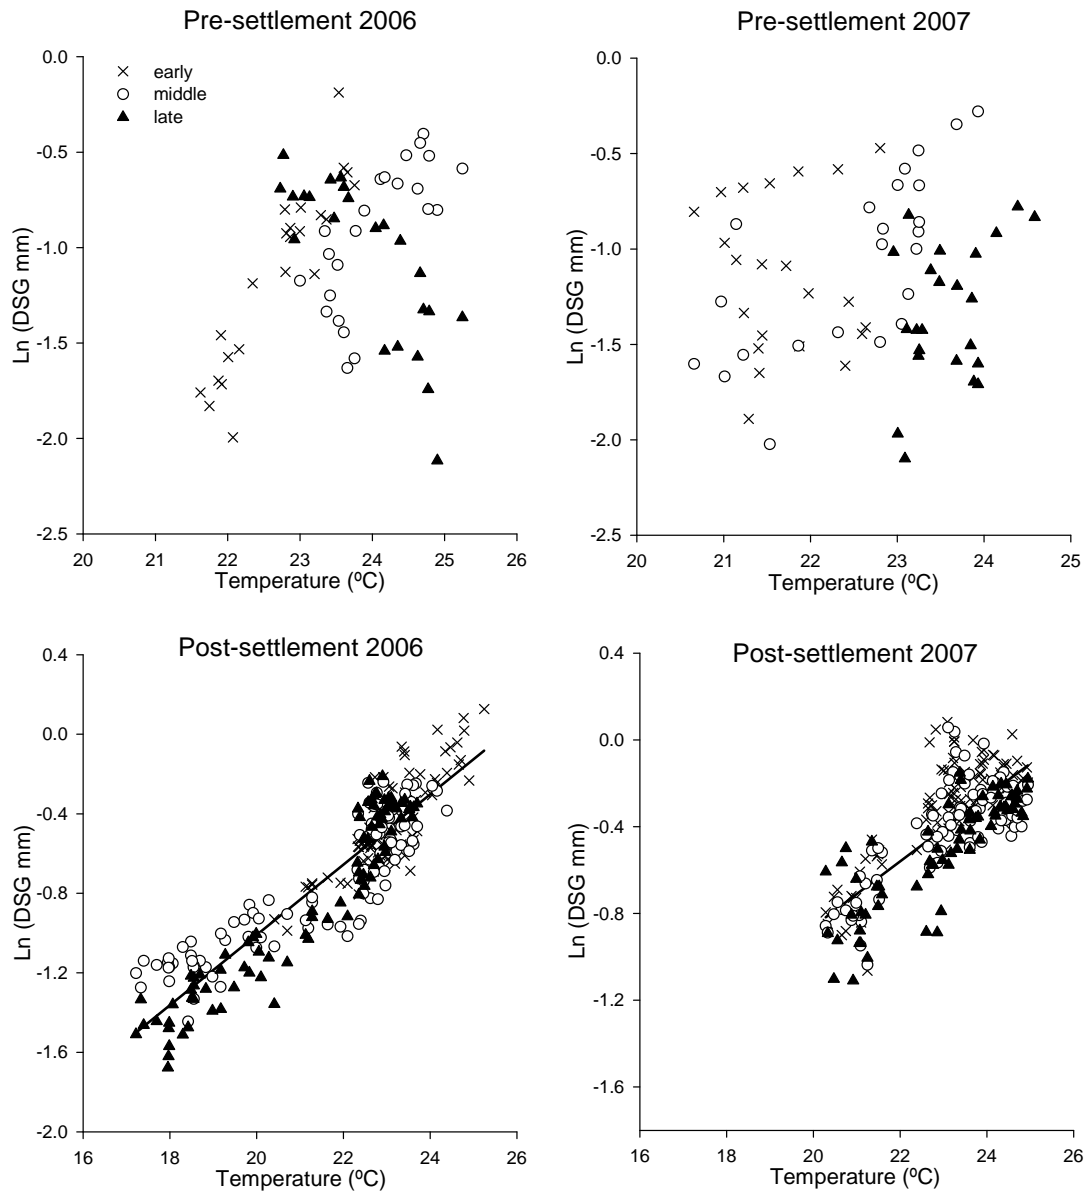 Pre-settlement 2006
Pre-settlement 2007
0.0
-0.5
-1.0
-1.5
-2.0
-2.5
Ln (DSG mm)
early
middle
late
20 21 22 23 24 25 26
Temperature (ºC)
0.0
-0.5
-1.0
-1.5
-2.0
-2.5
Ln (DSG mm)
20 21 22 23 24 25
Temperature (ºC)
Post-settlement 2006
Post-settlement 2007
0.4
0.0
-0.4
-0.8
-1.2
-1.6
-2.0
Ln (DSG mm)
16 18 20 22 24 26
Temperature (ºC)
0.4
0.0
-0.4
-0.8
-1.2
-1.6
Ln (DSG mm)
16 18 20 22 24 26
Temperature (ºC)